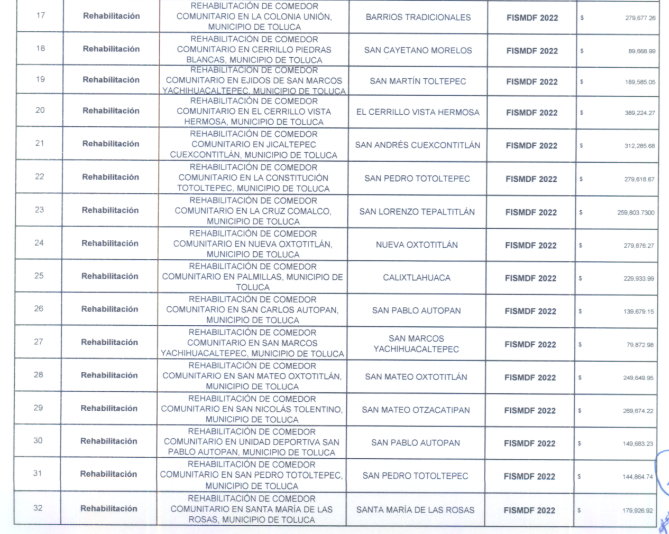 17 Rehabilitación REHABILITACIÓN DE COMEDOR COMUNITARIO EN LA COLONIA UNIÓN, MUNICIPIO DE TOLUCA BARRIOS TRADICIONALES FISMDF 2022 $ 279,677.26
18 Rehabilitación REHABILITACIÓN DE COMEDOR COMUNITARIO EN CERRILLO PIEDRAS BLANCAS, MUNICIPIO DE TOLUCA SAN CAYETANO MORELOS FISMDF 2022 $ 89,668.99
19 Rehabilitación REHABILITACIÓN DE COMEDOR COMUNITARIO EN EJIDOS DE SAN MARCOS YACHIHUACALTEPEC, MUNICIPIO DE TOLUCA SAN MARTÍN TOLTEPEC FISMDF 2022 $ 189,585.05
20 Rehabilitación REHABILITACIÓN DE COMEDOR COMUNITARIO EN EL CERRILLO VISTA HERMOSA, MUNICIPIO DE TOLUCA EL CERRILLO VISTA HERMOSA FISMDF 2022 $ 389,224.27
21 Rehabilitación REHABILITACIÓN DE COMEDOR COMUNITARIO EN JICALTEPEC CUEXCONTITLÁN, MUNICIPIO DE TOLUCA SAN ANDRÉS CUEXCONTITLÁN FISMDF 2022 $ 312,285.68
22 Rehabilitación REHABILITACIÓN DE COMEDOR COMUNITARIO EN LA CONSTITUCIÓN TOTOLTEPEC, MUNICIPIO DE TOLUCA SAN PEDRO TOTOLTEPEC FISMDF 2022 $ 279,618.67
23 Rehabilitación REHABILITACIÓN DE COMEDOR COMUNITARIO EN LA CRUZ COMALCO, MUNICIPIO DE TOLUCA SAN LORENZO TEPALTITLÁN FISMDF 2022 $ 259,803.7300
24 Rehabilitación REHABILITACIÓN DE COMEDOR COMUNITARIO EN NUEVA OXTOTITLÁN, MUNICIPIO DE TOLUCA NUEVA OXTOTITLÁN FISMDF 2022 $ 279,876.27
25 Rehabilitación REHABILITACIÓN DE COMEDOR COMUNITARIO EN PALMILLAS, MUNICIPIO DE TOLUCA CALIXTLAHUACA FISMDF 2022 $ 229,933.99
26 Rehabilitación REHABILITACIÓN DE COMEDOR COMUNITARIO EN SAN CARLOS AUTOPAN, MUNICIPIO DE TOLUCA SAN PABLO AUTOPAN FISMDF 2022 $ 139,679.15
27 Rehabilitación REHABILITACIÓN DE COMEDOR COMUNITARIO EN SAN MARCOS YACHIHUACALTEPEC, MUNICIPIO DE TOLUCA SAN MARCOS YACHIHUACALTEPEC FISMDF 2022 $ 79,872.98
28 Rehabilitación REHABILITACIÓN DE COMEDOR COMUNITARIO EN SAN MATEO OXTOTITLÁN, MUNICIPIO DE TOLUCA SAN MATEO OXTOTITLÁN FISMDF 2022 $ 249,649.95
29 Rehabilitación REHABILITACIÓN DE COMEDOR COMUNITARIO EN SAN NICOLÁS TOLENTINO, MUNICIPIO DE TOLUCA SAN MATEO OTZACATIPAN FISMDF 2022 $ 269,674.22
30 Rehabilitación REHABILITACIÓN DE COMEDOR COMUNITARIO EN UNIDAD DEPORTIVA SAN PABLO AUTOPAN, MUNICIPIO DE TOLUCA SAN PABLO AUTOPAN FISMDF 2022 $ 149,683.23
31 Rehabilitación REHABILITACIÓN DE COMEDOR COMUNITARIO EN SAN PEDRO TOTOLTEPEC, MUNICIPIO DE TOLUCA SAN PEDRO TOTOLTEPEC FISMDF 2022 $ 144,864.74
32 Rehabilitación REHABILITACIÓN DE COMEDOR COMUNITARIO EN SANTA MARÍA DE LAS ROSAS, MUNICIPIO DE TOLUCA SANTA MARÍA DE LAS ROSAS FISMDF 2022 $ 179,926.82